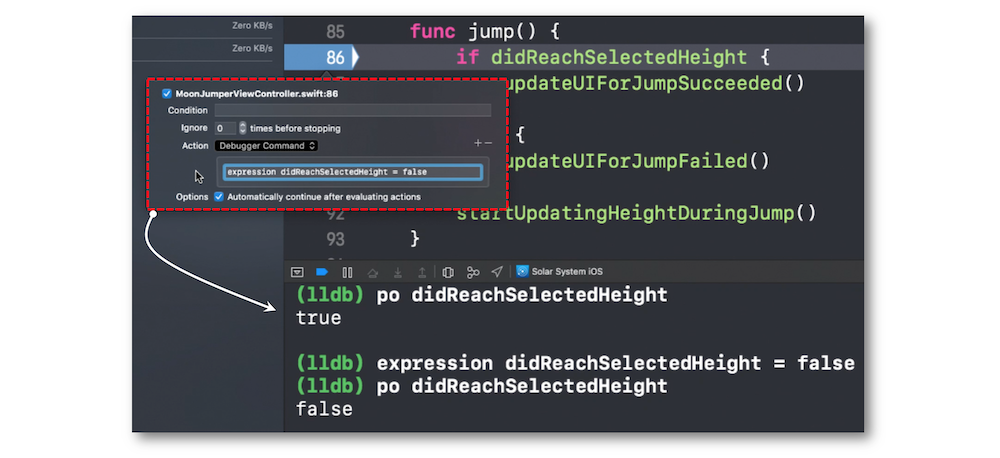 Zero KB/s
Zero KB/s
85 func jump() {
86 if didReachSelectedHeight {
updateUIForJumpSucceeded()
{
updateUIForJumpFailed()
92 startUpdatingHeightDuringJump()
93 }
MoonJumperViewController.swift:86
Condition
Ignore 0 times before stopping
Action Debugger Command + −
expression didReachSelectedHeight = false
Options Automatically continue after evaluating actions
Solar System iOS
(lldb) po didReachSelectedHeight
true
(lldb) expression didReachSelectedHeight = false
(lldb) po didReachSelectedHeight
false